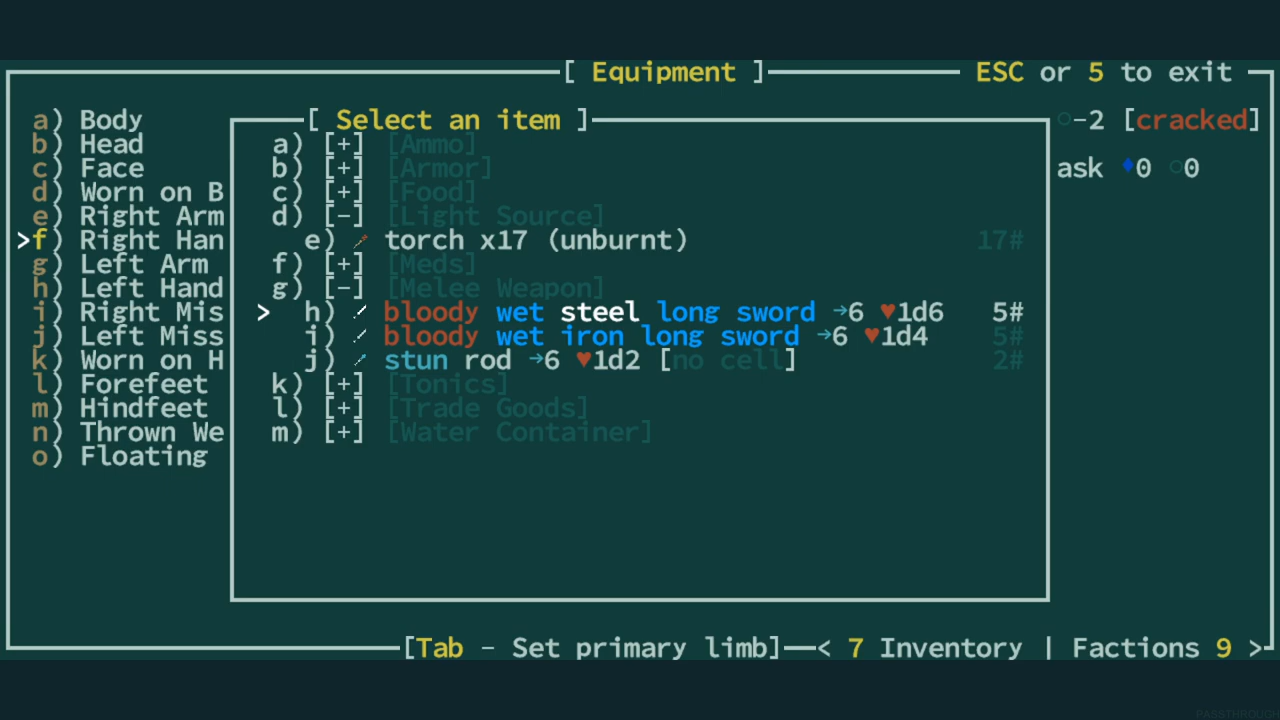 [ Equipment ] ESC or 5 to exit
a) Body [ Select an item ] ○-2 [cracked]
b) Head a) [+] [Ammo]
c) Face b) [+] [Armor] ask ♦0 ○0
d) Worn on B c) [+] [Food]
e) Right Arm d) [-] [Light Source]
>f) Right Han e) torch x17 (unburnt) 17#
g) Left Arm f) [+] [Meds]
h) Left Hand g) [-] [Melee Weapon]
i) Right Mis > h) bloody wet steel long sword →6 ♥1d6 5#
j) Left Miss i) bloody wet iron long sword →6 ♥1d4 5#
k) Worn on H j) stun rod →6 ♥1d2 [no cell] 2#
l) Forefeet k) [+] [Tonics]
m) Hindfeet l) [+] [Trade Goods]
n) Thrown We m) [+] [Water Container]
o) Floating
[Tab - Set primary limb] < 7 Inventory | Factions 9 >